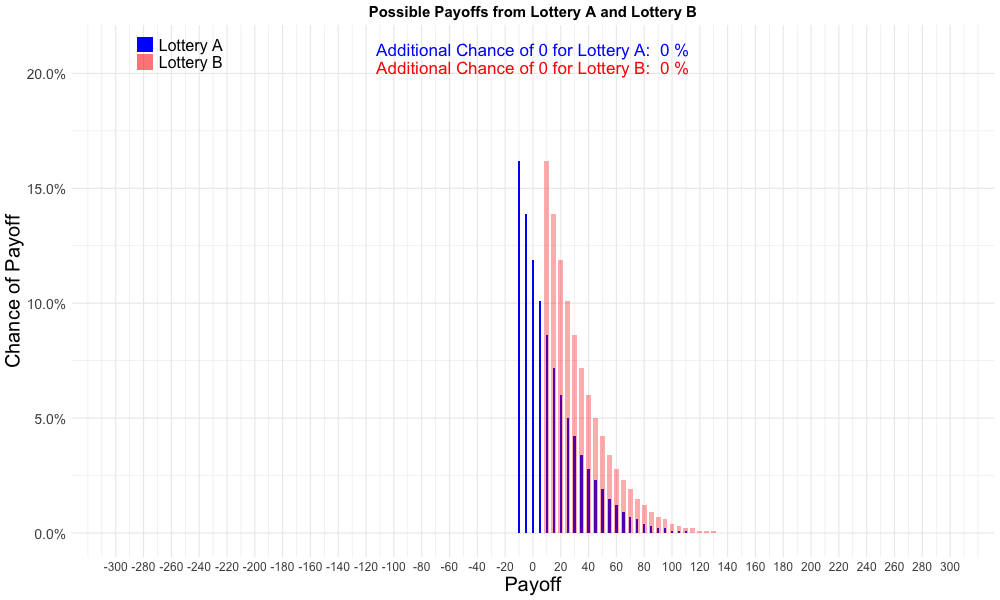 Possible Payoffs from Lottery A and Lottery B
Lottery A
Lottery B
Additional Chance of 0 for Lottery A:  0 %
Additional Chance of 0 for Lottery B:  0 %
Chance of Payoff
20.0%
15.0%
10.0%
5.0%
0.0%
-300 -280 -260 -240 -220 -200 -180 -160 -140 -120 -100 -80 -60 -40 -20 0 20 40 60 80 100 120 140 160 180 200 220 240 260 280 300
Payoff